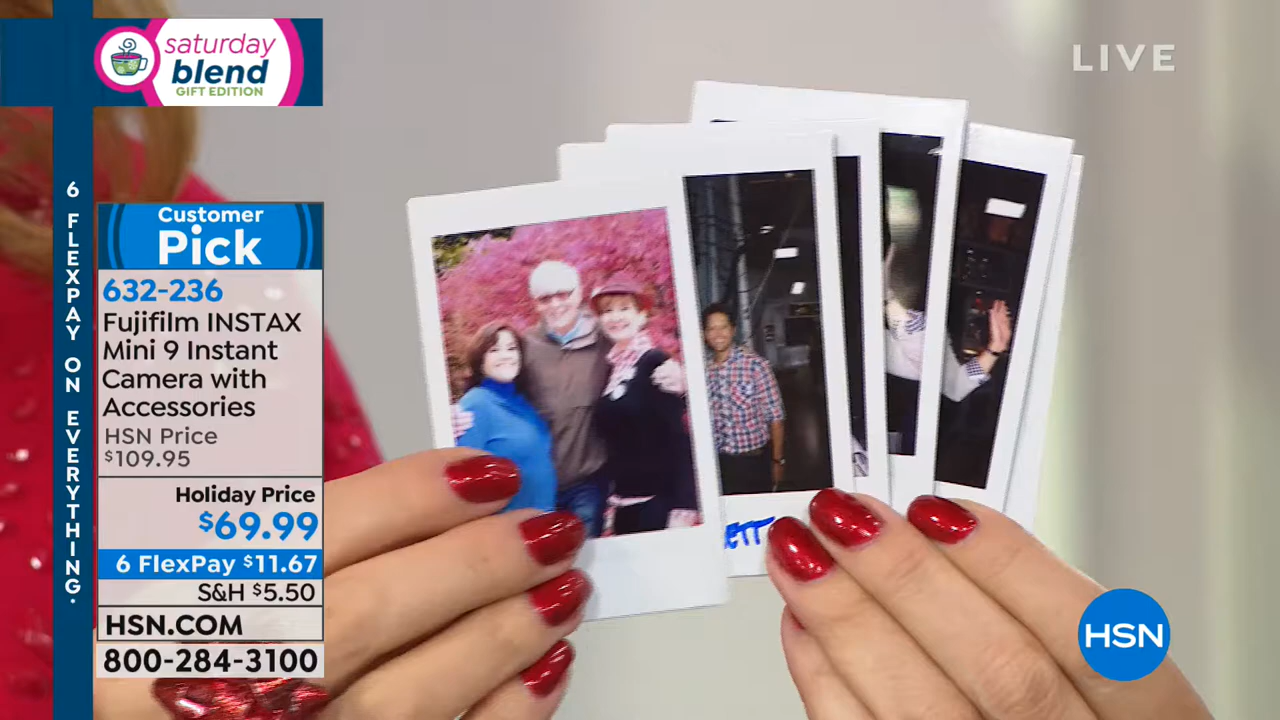 saturday
blend
GIFT EDITION
LIVE
6 FLEXPAY ON EVERYTHING.
Customer
Pick
632-236
Fujifilm INSTAX
Mini 9 Instant
Camera with
Accessories
HSN Price
$109.95
Holiday Price
$69.99
6 FlexPay $11.67
S&H $5.50
HSN.COM
800-284-3100
ETT
HSN